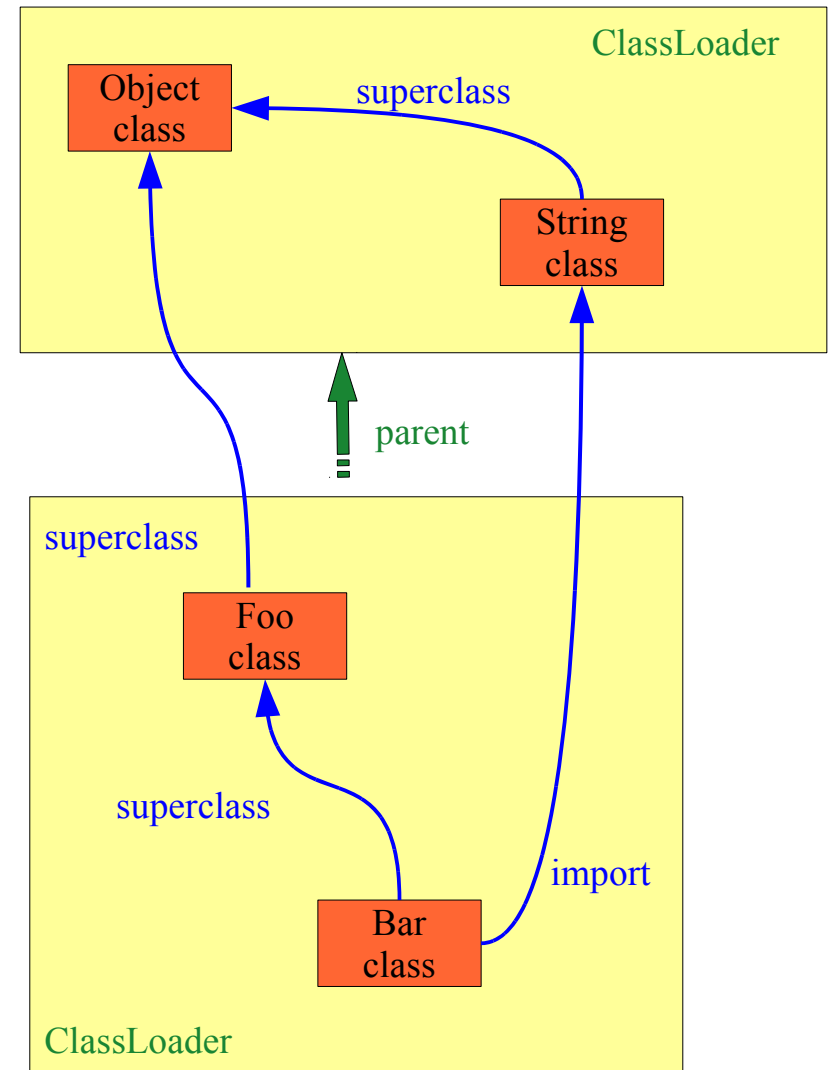 ClassLoader
Object
class
superclass
String
class
parent
superclass
Foo
class
superclass
import
Bar
class
ClassLoader